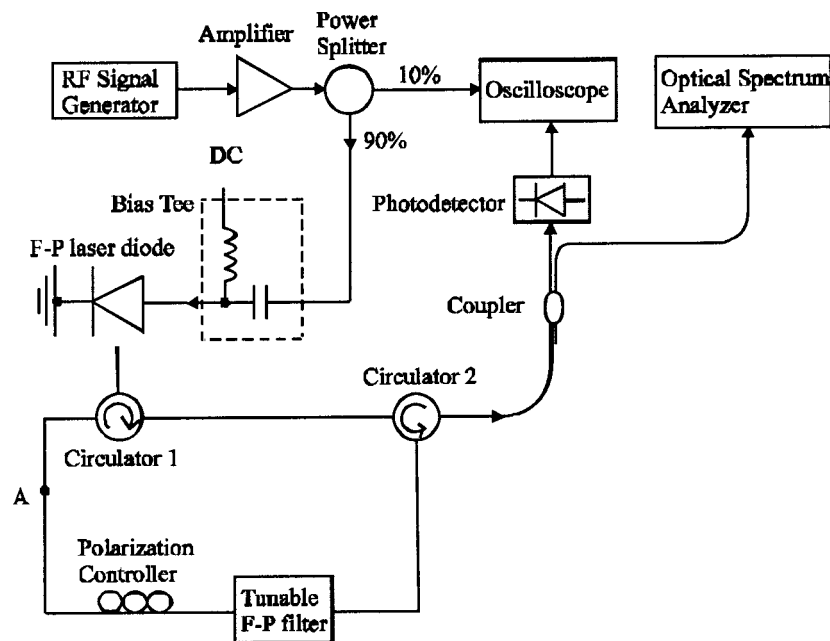 RF Signal
Generator
Amplifier
Power
Splitter
10%
90%
Oscilloscope
Optical Spectrum
Analyzer
DC
Bias Tee
Photodetector
F-P laser diode
Coupler
Circulator 1
Circulator 2
A
Polarization
Controller
Tunable
F-P filter